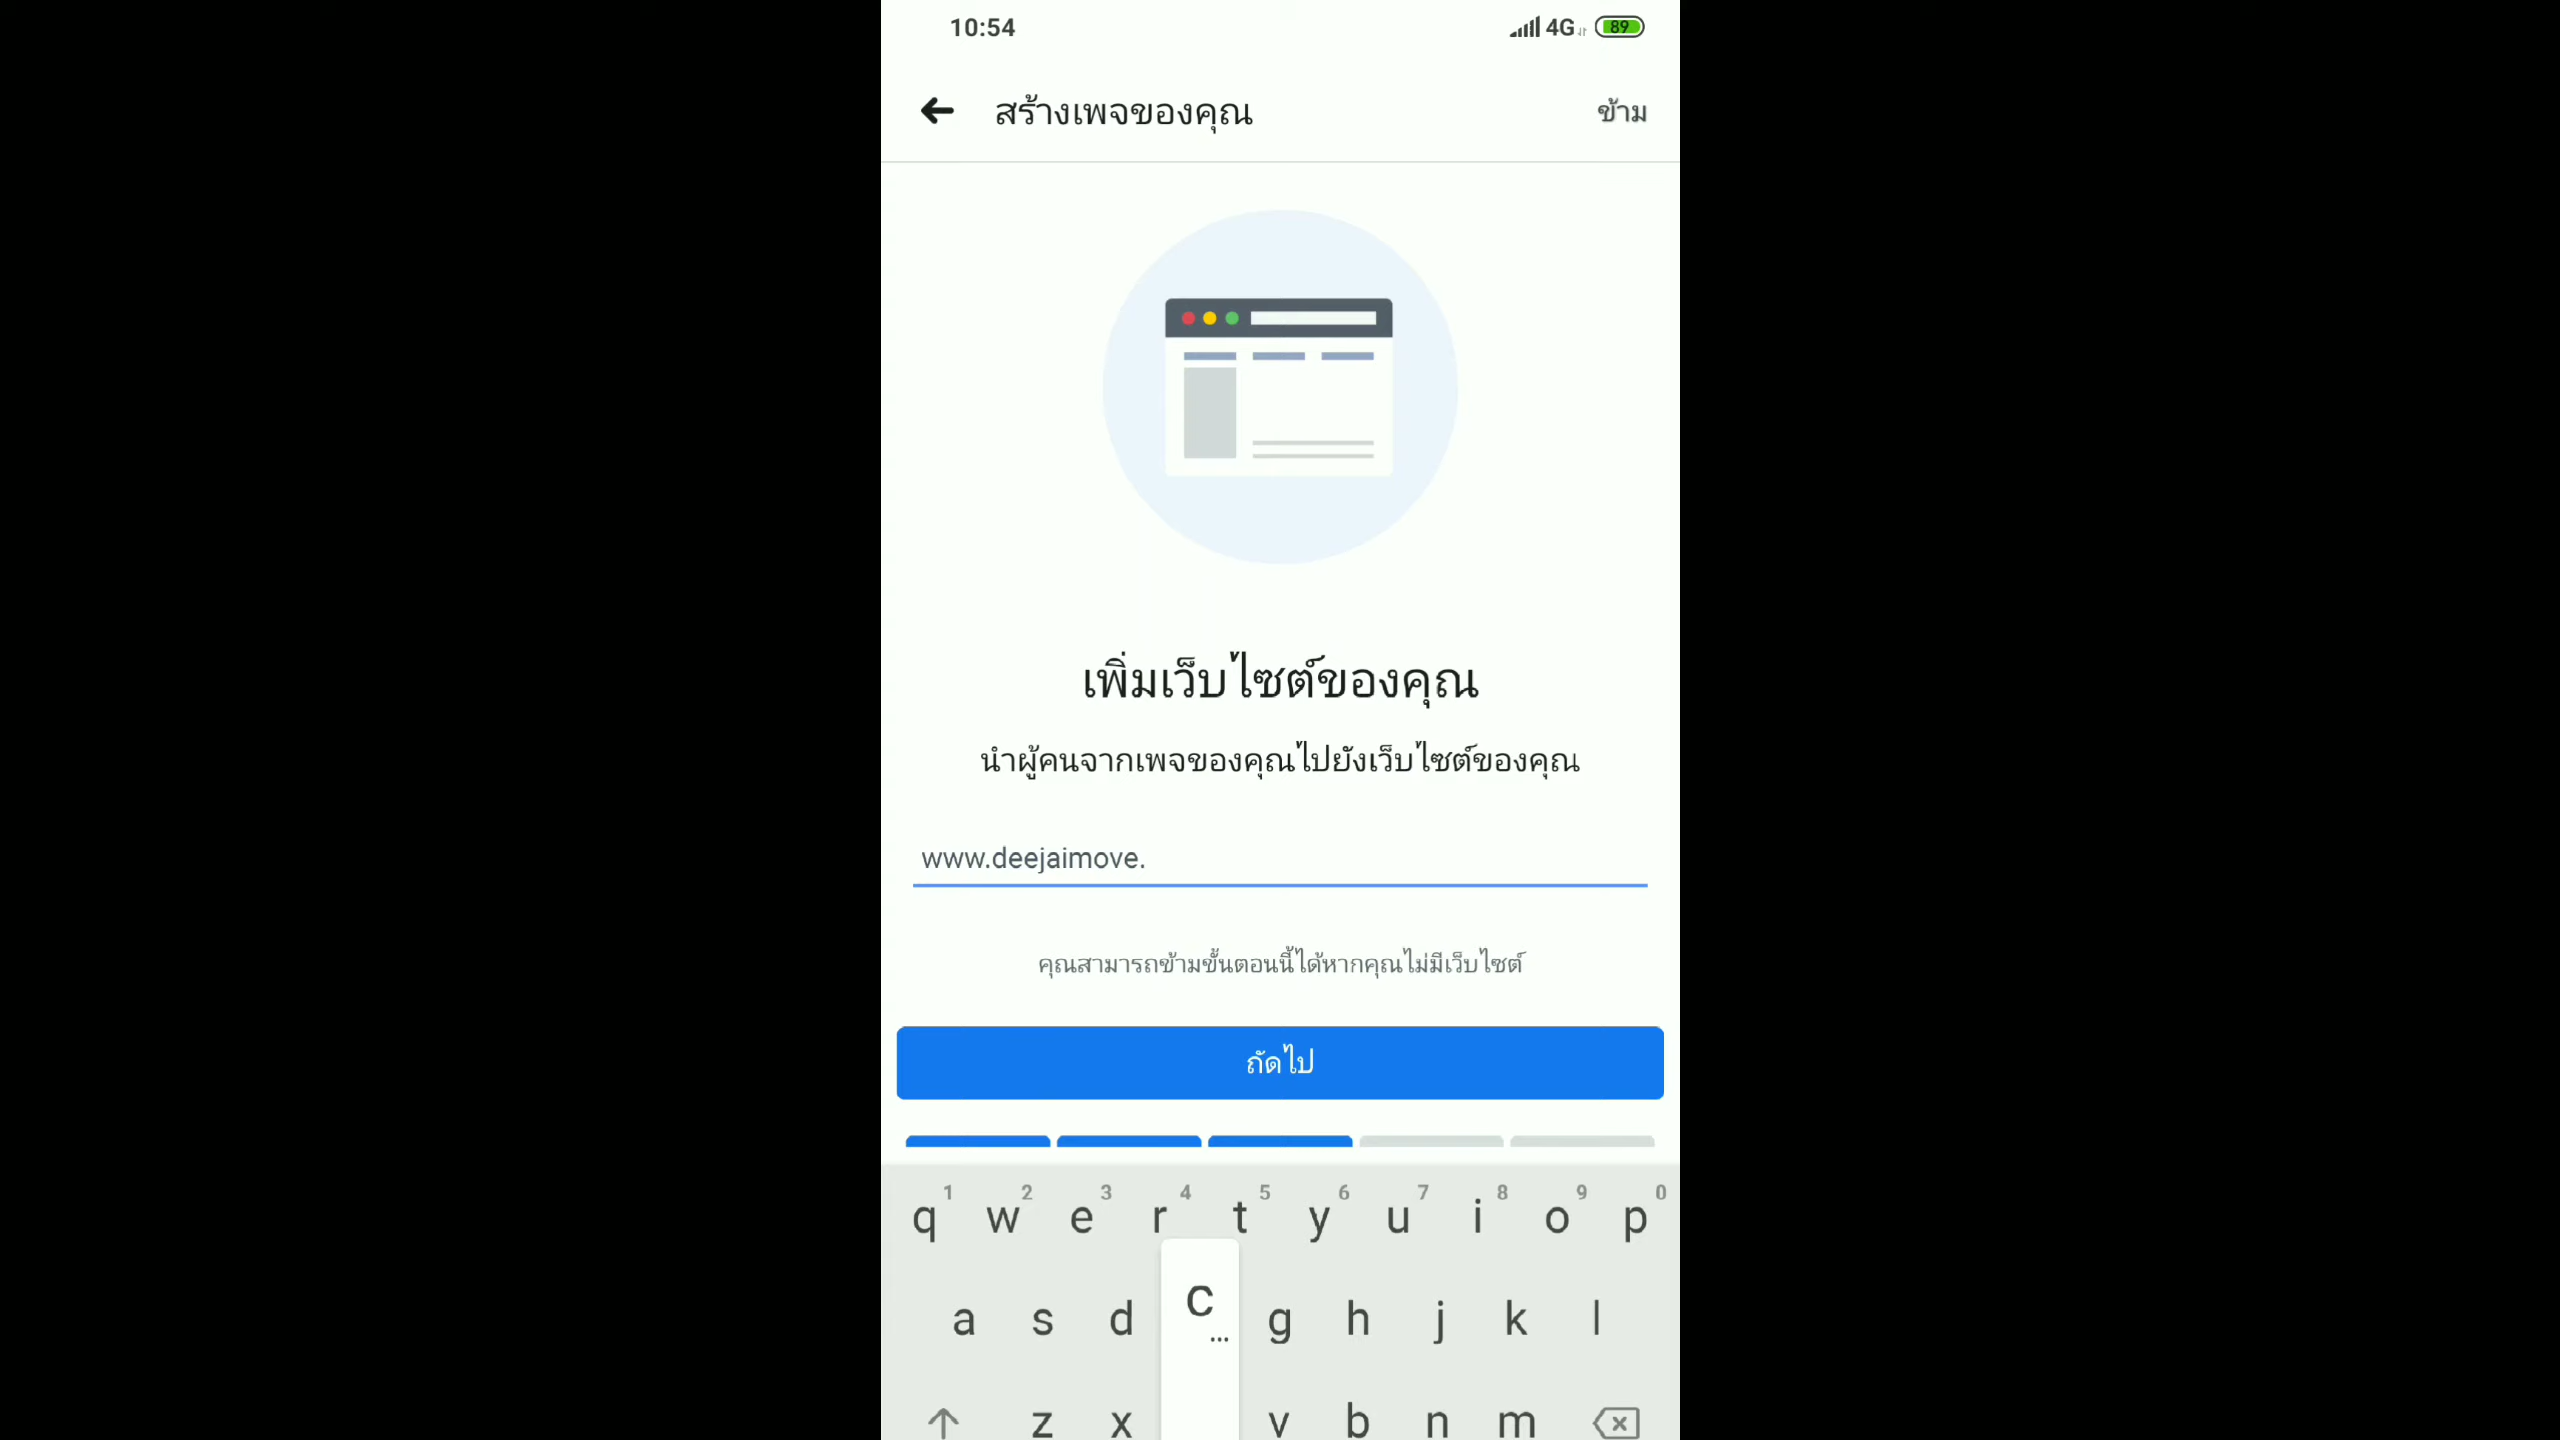 10:54
4G
89
สร้างเพจของคุณ
ข้าม
เพิ่มเว็บไซต์ของคุณ
นำผู้คนจากเพจของคุณไปยังเว็บไซต์ของคุณ
www.deejaimove.
คุณสามารถข้ามขั้นตอนนี้ได้หากคุณไม่มีเว็บไซต์
ถัดไป
1 2 3 4 5 6 7 8 9 0
q w e r t y u i o p
c
...
a s d g h j k l
z x v b n m